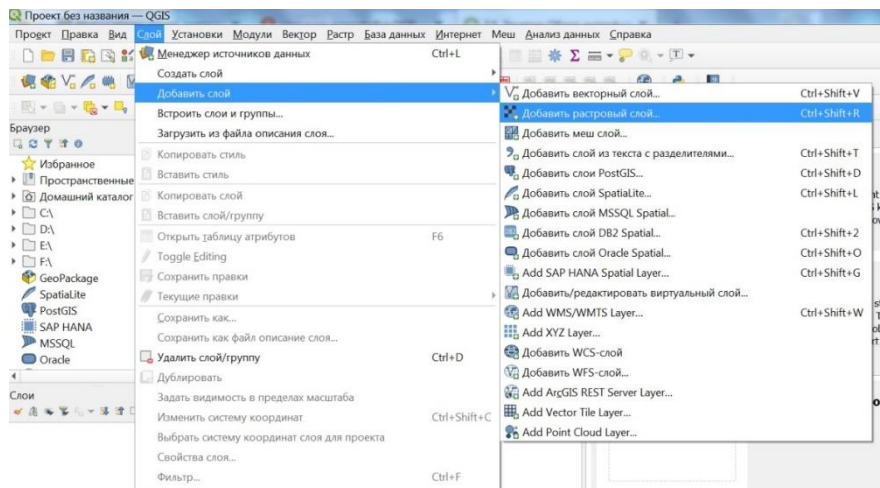 Проект без названия — QGIS
Проект Правка Вид Слой Установки Модули Вектор Растр База данных Интернет Меш Анализ данных Справка
Менеджер источников данных Ctrl+L
Создать слой
Добавить слой
Встроить слои и группы...
Загрузить из файла описания слоя...
Копировать стиль
Вставить стиль
Копировать слой
Вставить слой/группу
Открыть таблицу атрибутов F6
Toggle Editing
Сохранить правки
Текущие правки
Сохранить как...
Сохранить как файл описание слоя...
Удалить слой/группу Ctrl+D
Дублировать
Задать видимость в пределах масштаба
Изменить систему координат Ctrl+Shift+C
Выбрать систему координат слоя для проекта
Свойства слоя...
Фильтр... Ctrl+F
Добавить векторный слой... Ctrl+Shift+V
Добавить растровый слой... Ctrl+Shift+R
Добавить меш слой...
Добавить слой из текста с разделителями... Ctrl+Shift+T
Добавить слои PostGIS... Ctrl+Shift+D
Добавить слой SpatiaLite... Ctrl+Shift+L
Добавить слой MSSQL Spatial...
Добавить слой DB2 Spatial... Ctrl+Shift+2
Добавить слой Oracle Spatial... Ctrl+Shift+O
Add SAP HANA Spatial Layer... Ctrl+Shift+G
Добавить/редактировать виртуальный слой...
Add WMS/WMTS Layer... Ctrl+Shift+W
Add XYZ Layer...
Добавить WCS-слой
Добавить WFS-слой...
Add ArcGIS REST Server Layer...
Add Vector Tile Layer...
Add Point Cloud Layer...
Браузер
Избранное
Пространственные
Домашний каталог
C:\
D:\
E:\
F:\
GeoPackage
SpatiaLite
PostGIS
SAP HANA
MSSQL
Oracle
Слои